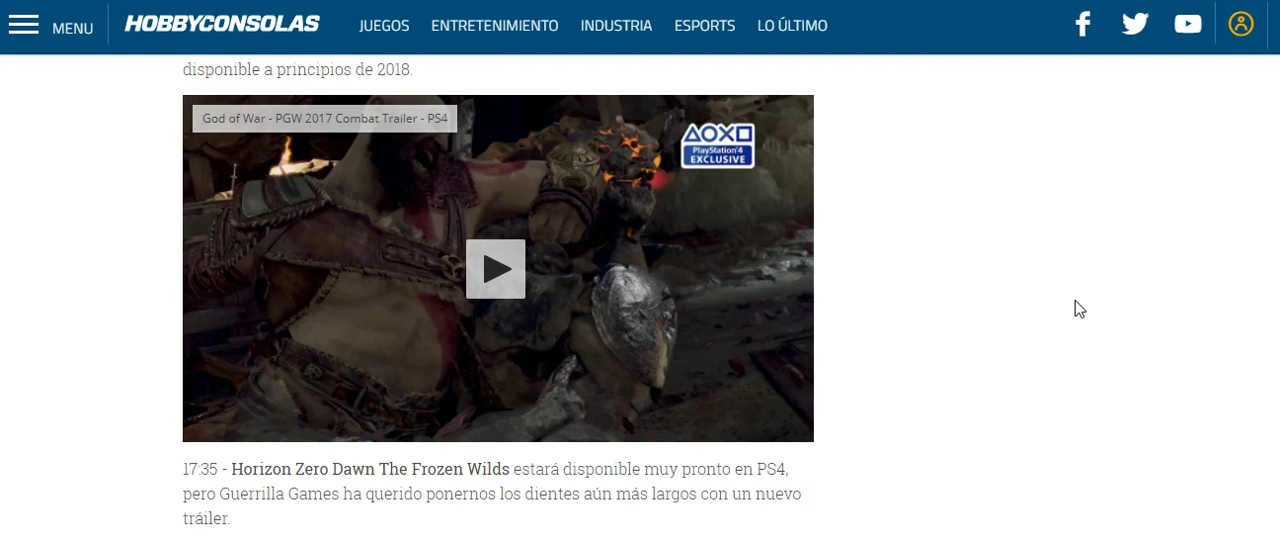 MENU
HOBBYCONSOLAS
JUEGOS
ENTRETENIMIENTO
INDUSTRIA
ESPORTS
LO ÚLTIMO
disponible a principios de 2018.
God of War - PGW 2017 Combat Trailer - PS4
PlayStation4
EXCLUSIVE
17:35 - Horizon Zero Dawn The Frozen Wilds estará disponible muy pronto en PS4,
pero Guerrilla Games ha querido ponernos los dientes aún más largos con un nuevo
tráiler.